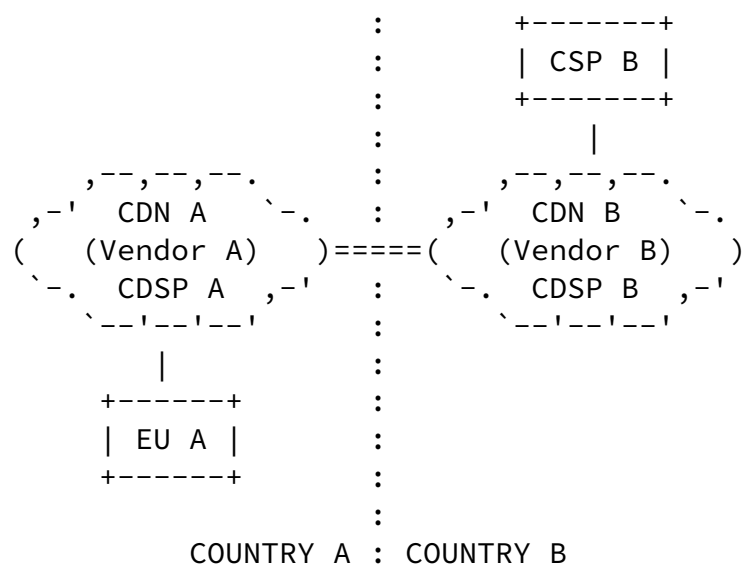 :       +-------+
                     :       | CSP B |
                     :       +-------+
                     :           |
    ,--,--,--.       :      ,--,--,--.
 ,-'  CDN A   `-.    :   ,-'  CDN B   `-.
(   (Vendor A)   )=====(   (Vendor B)   )
 `-.  CDSP A  ,-'    :   `-.  CDSP B  ,-'
    `--'--'--'       :      `--'--'--'
        |            :
     +------+        :
     | EU A |        :
     +------+        :
                     :
          COUNTRY A : COUNTRY B